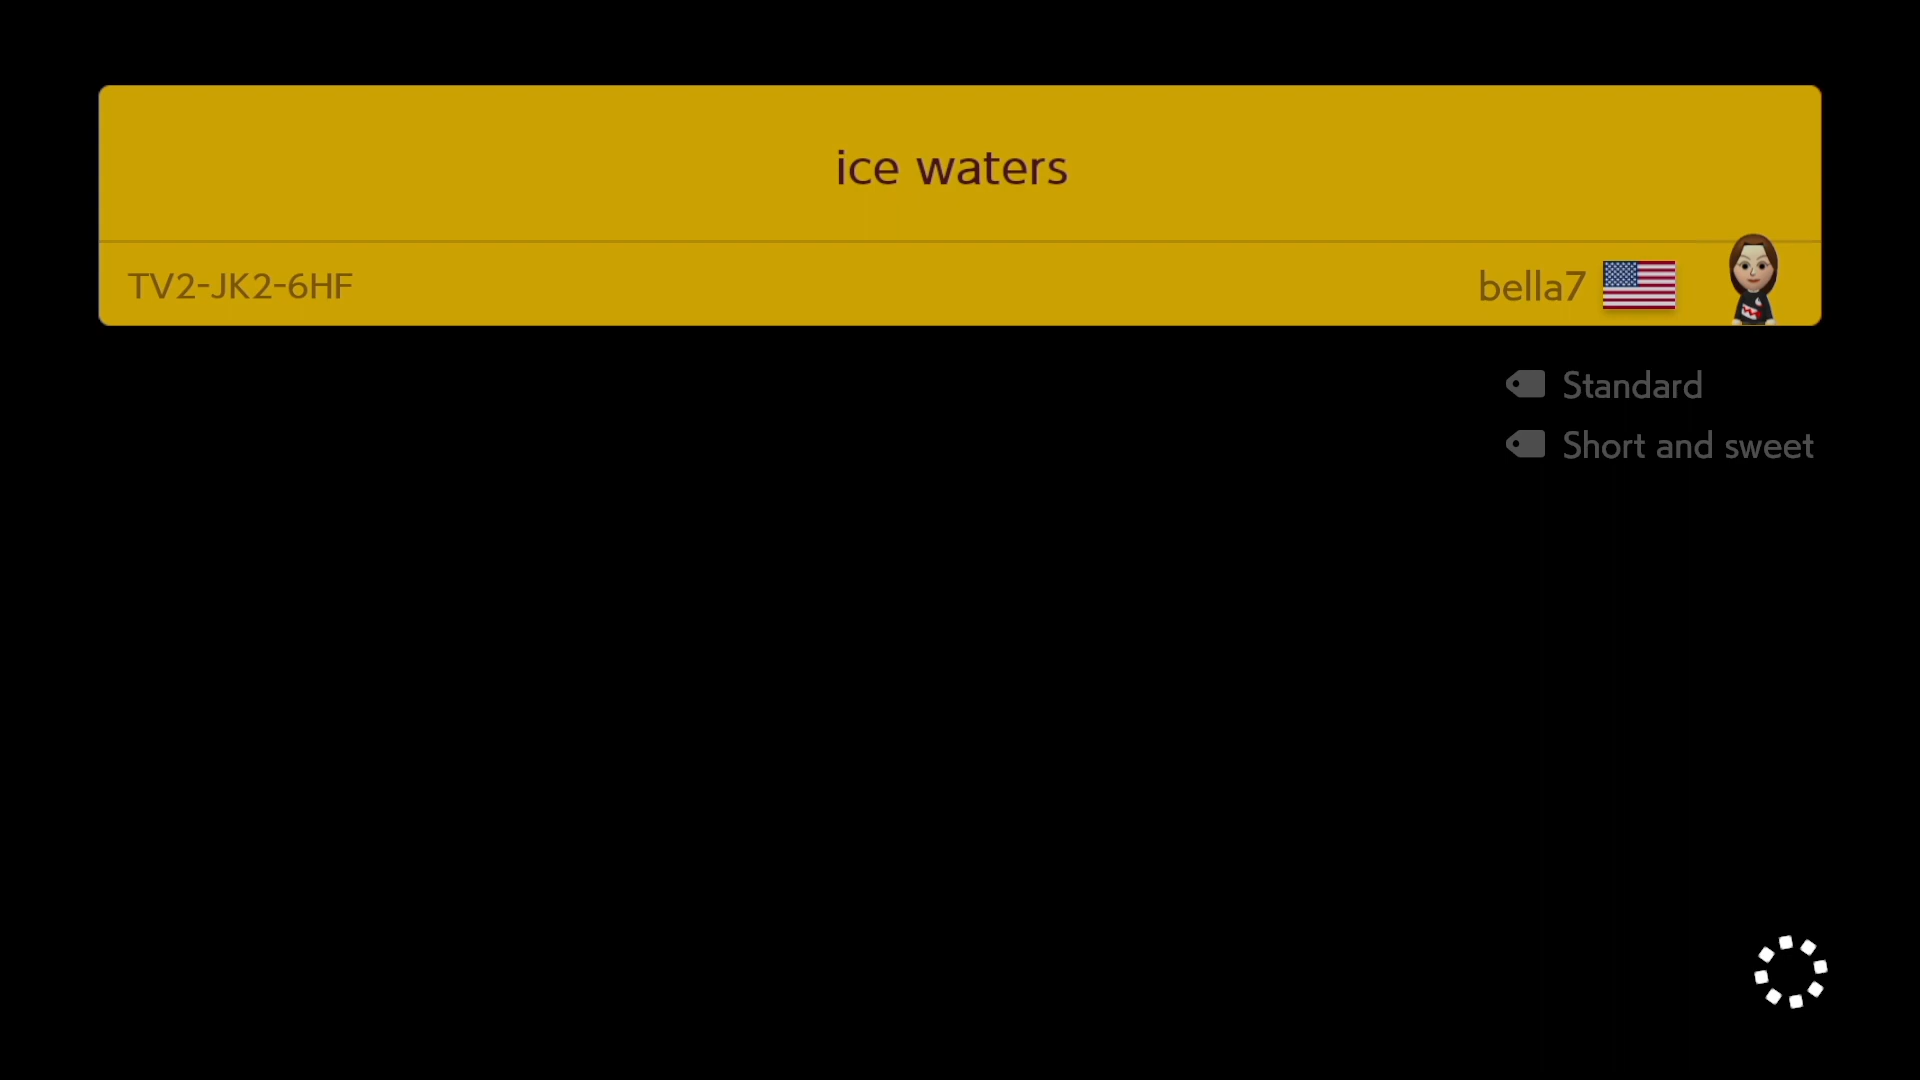 ice waters
TV2-JK2-6HF
bella7
Standard
Short and sweet